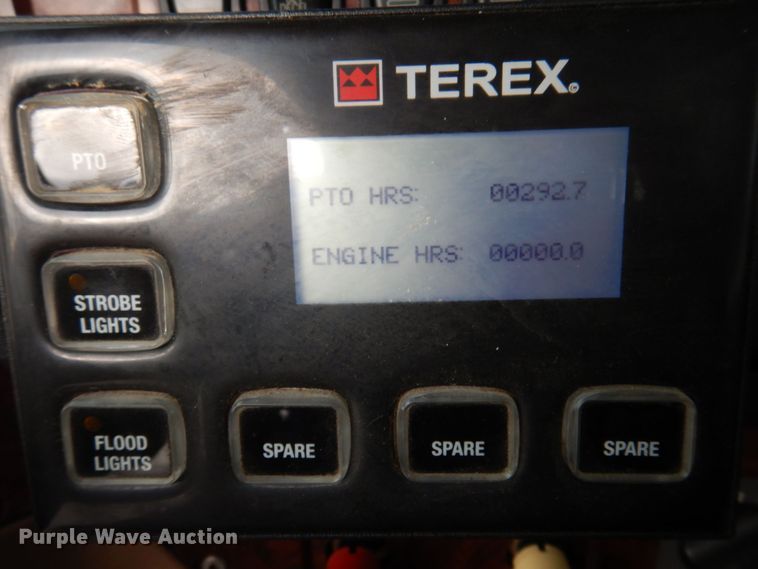 TEREX
PTO
PTO HRS: 00292.7
ENGINE HRS: 00000.0
STROBE
LIGHTS
FLOOD
LIGHTS
SPARE
SPARE
SPARE
Purple Wave Auction